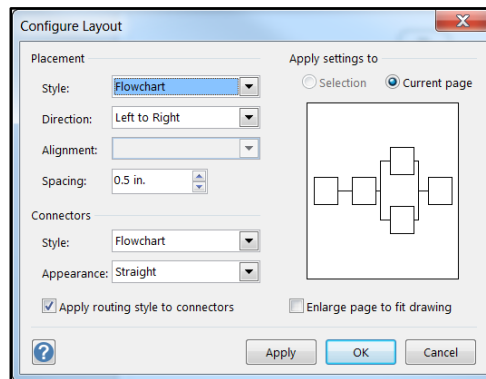 Configure Layout
Placement
Style: Flowchart
Direction: Left to Right
Alignment:
Spacing: 0.5 in.
Connectors
Style: Flowchart
Appearance: Straight
Apply routing style to connectors
Apply settings to
Selection Current page
Enlarge page to fit drawing
? Apply OK Cancel